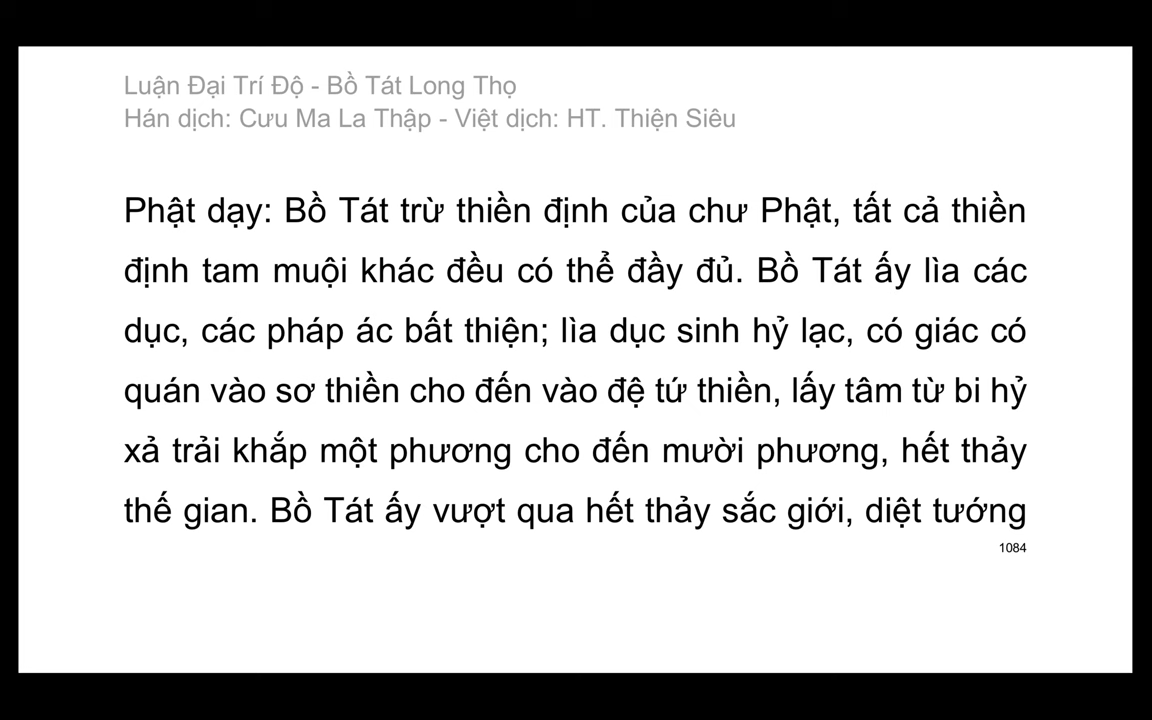 Luận Đại Trí Độ - Bồ Tát Long Thọ
Hán dịch: Cưu Ma La Thập - Việt dịch: HT. Thiện Siêu
Phật dạy: Bồ Tát trừ thiền định của chư Phật, tất cả thiền
định tam muội khác đều có thể đầy đủ. Bồ Tát ấy lìa các
dục, các pháp ác bất thiện; lìa dục sinh hỷ lạc, có giác có
quán vào sơ thiền cho đến vào đệ tứ thiền, lấy tâm từ bi hỷ
xả trải khắp một phương cho đến mười phương, hết thảy
thế gian. Bồ Tát ấy vượt qua hết thảy sắc giới, diệt tướng
1084